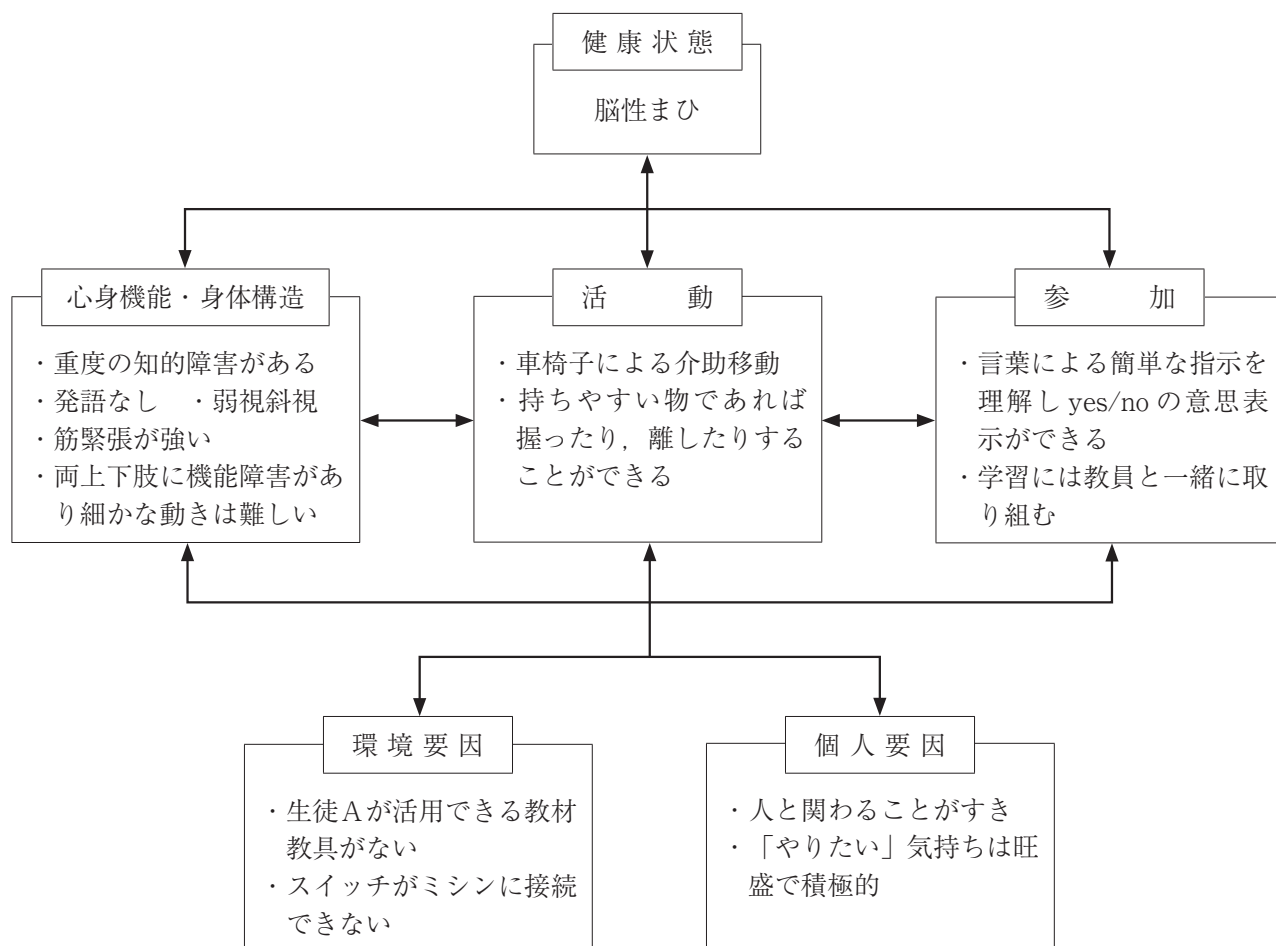 健康状態
脳性まひ
心身機能・身体構造
・重度の知的障害がある
・発語なし　・弱視斜視
・筋緊張が強い
・両上下肢に機能障害があ
り細かな動きは難しい
活　　動
・車椅子による介助移動
・持ちやすい物であれば
握ったり，離したりする
ことができる
参　　加
・言葉による簡単な指示を
理解し yes/no の意思表
示ができる
・学習には教員と一緒に取
り組む
環境要因
・生徒Ａが活用できる教材
教具がない
・スイッチがミシンに接続
できない
個人要因
・人と関わることがすき
・「やりたい」気持ちは旺
盛で積極的